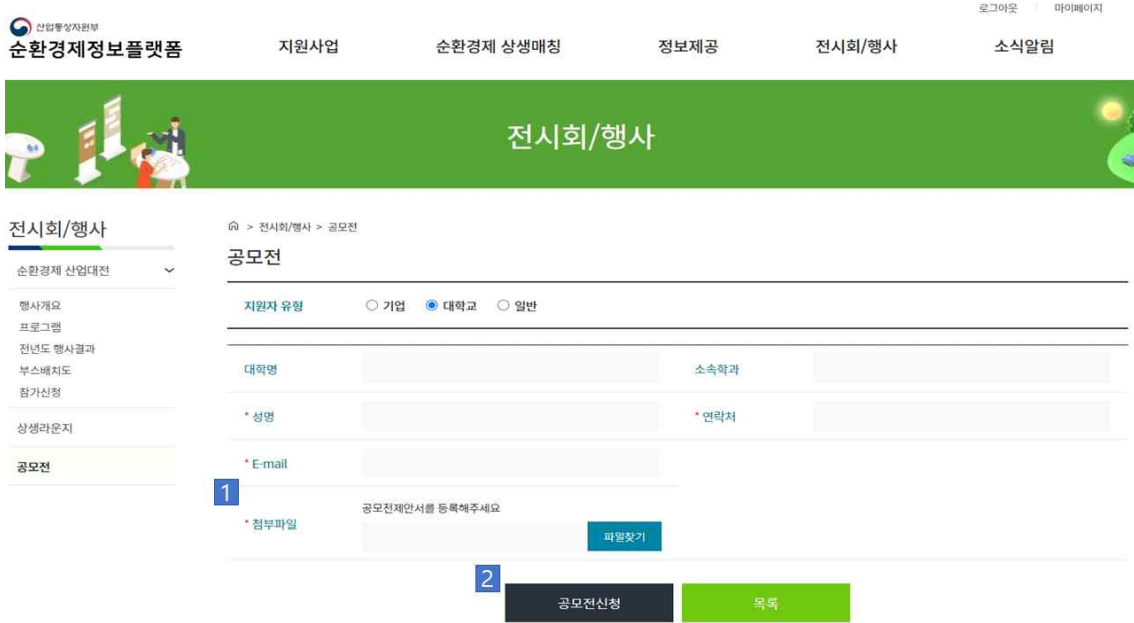 로그아웃 마이페이지
산업통상자원부
순환경제정보플랫폼 지원사업 순환경제 상생매칭 정보제공 전시회/행사 소식알림
전시회/행사
전시회/행사
순환경제 산업대전
행사개요
프로그램
전년도 행사결과
부스배치도
참가신청
상생라운지
공모전
> 전시회/행사 > 공모전
공모전
지원자 유형 기업 대학교 일반
대학명 소속학과
* 성명 * 연락처
* E-mail
1
공모전제안서를 등록해주세요
* 첨부파일 파일찾기
2
공모전신청 목록